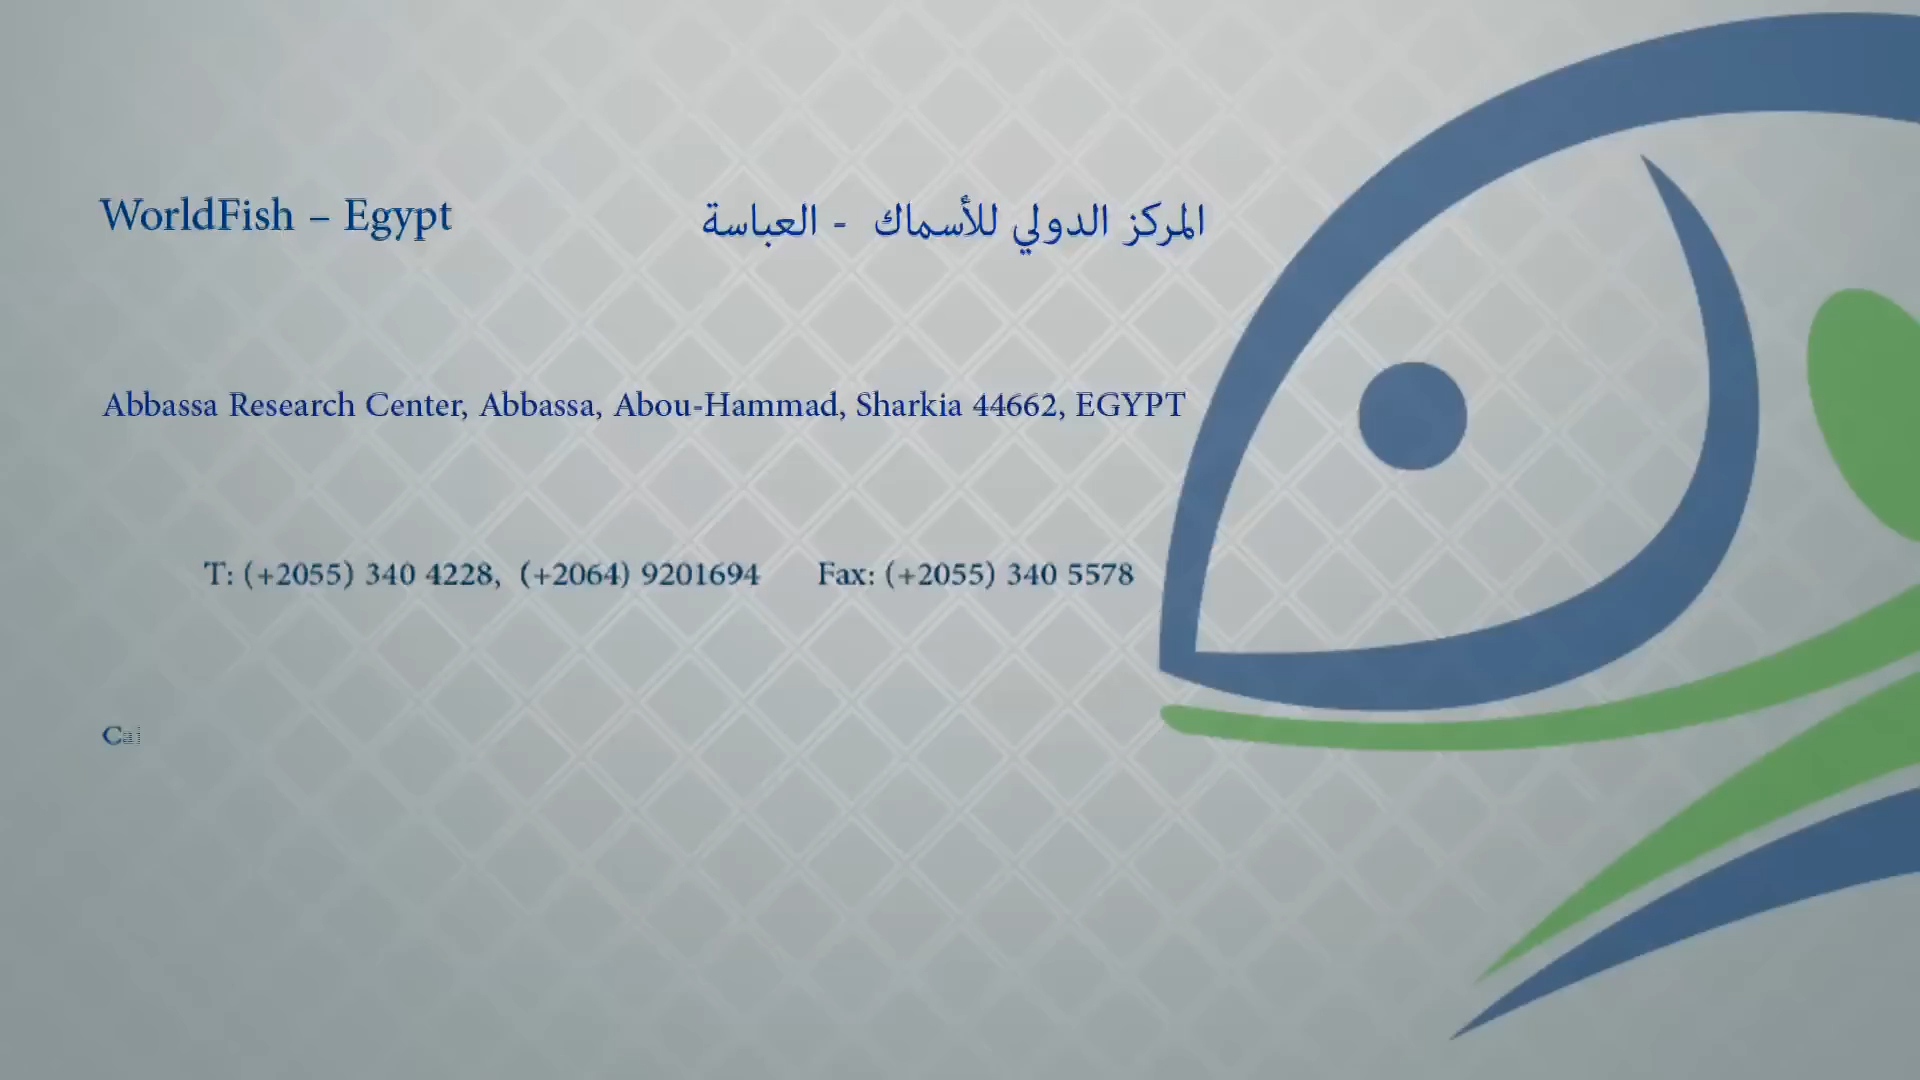 WorldFish – Egypt المركز الدولي للأسماك - العباسة
Abbassa Research Center, Abbassa, Abou-Hammad, Sharkia 44662, EGYPT
T: (+2055) 340 4228, (+2064) 9201694 Fax: (+2055) 340 5578
Cai